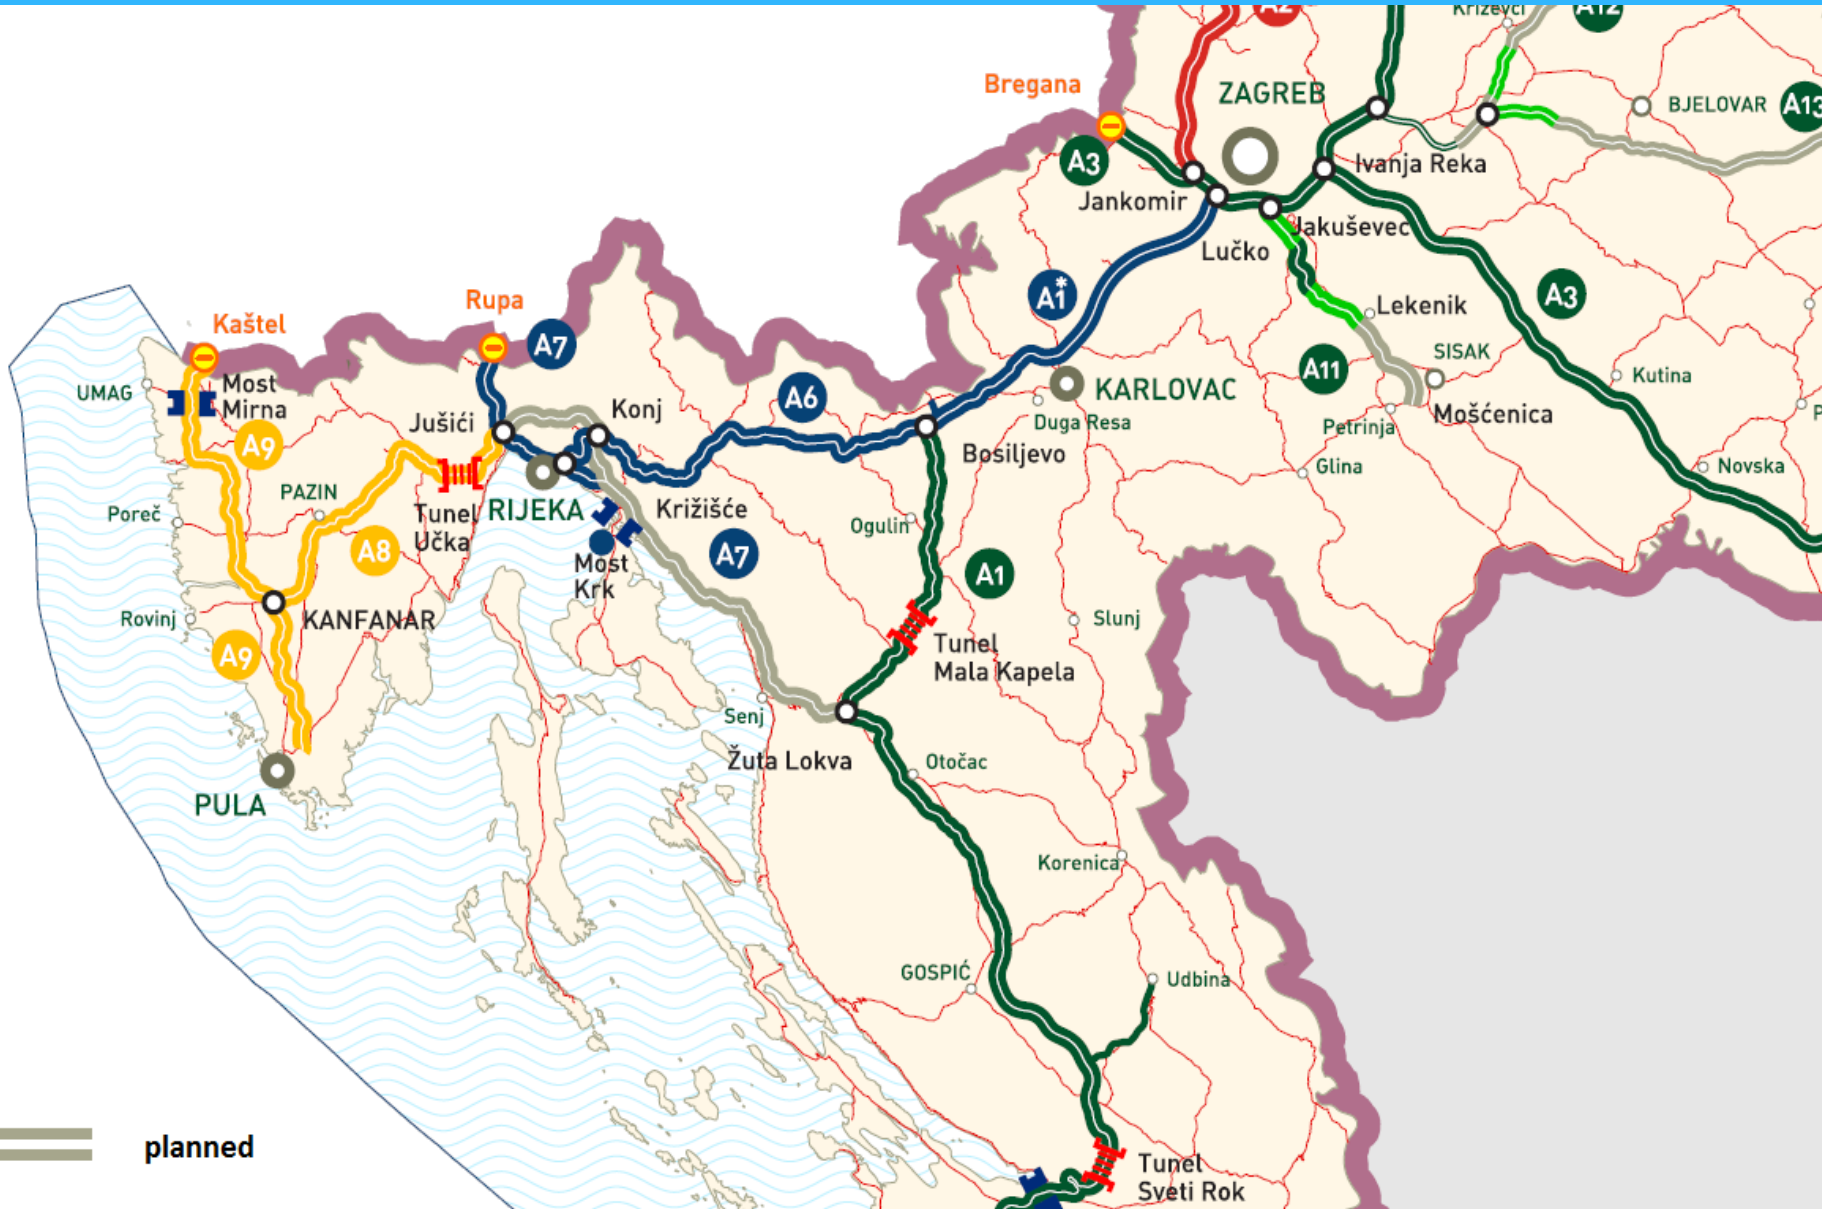 A2
Križevci
A12
Bregana
ZAGREB
BJELOVAR
A13
A3
Ivanja Reka
Jankomir
Jakuševec
Lučko
A1*
A3
Lekenik
Kaštel
Rupa
A7
SISAK
A11
Kutina
UMAG
Most
Mirna
A6
KARLOVAC
Jušići
Konj
Duga Resa
Petrinja
Mošćenica
A9
Bosiljevo
Glina
Novska
PAZIN
Poreč
Tunel
Učka
RIJEKA
Križišće
Ogulin
A8
A7
Most
Krk
A1
Rovinj
KANFANAR
Slunj
A9
Tunel
Mala Kapela
Senj
Žuta Lokva
Otočac
PULA
Korenica
GOSPIĆ
Udbina
planned
Tunel
Sveti Rok